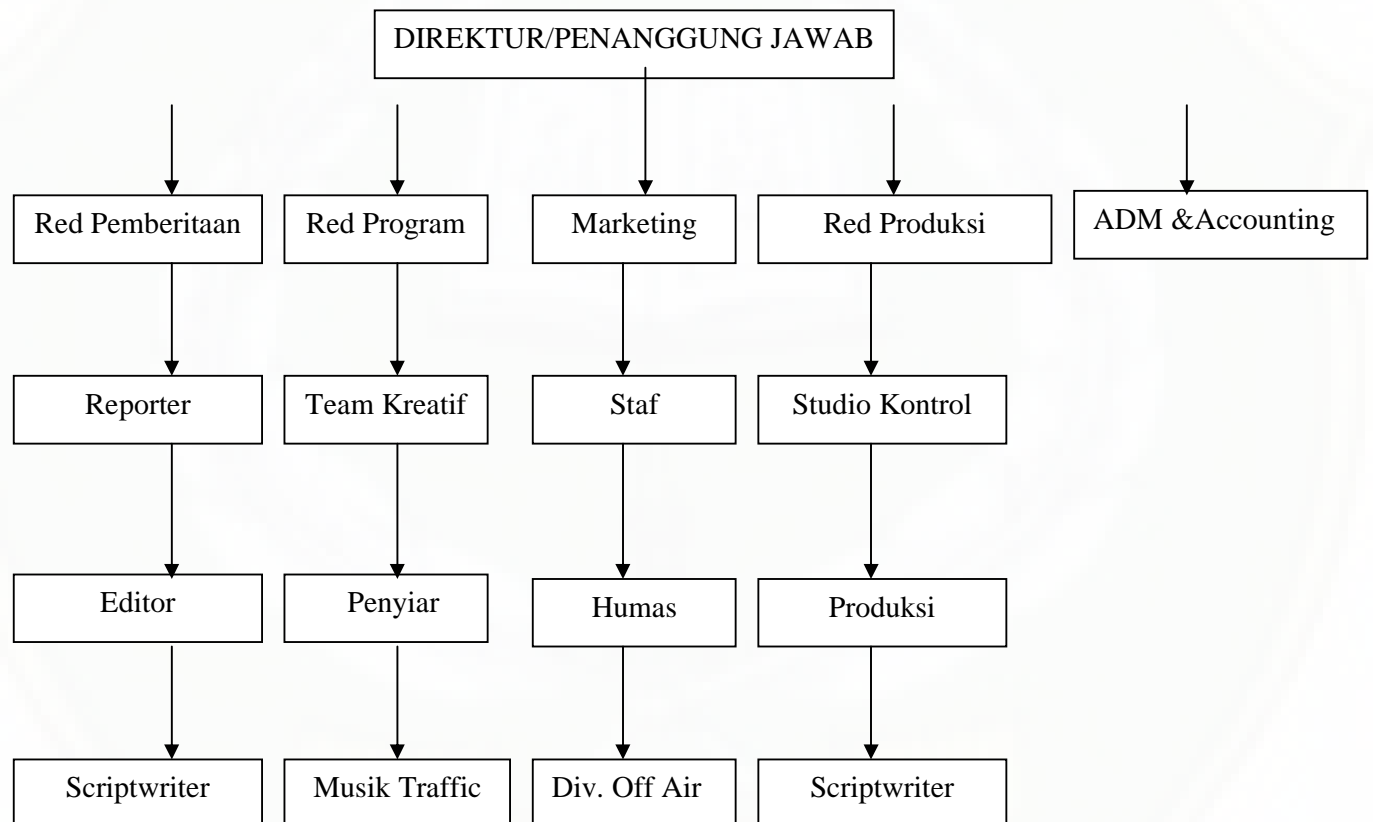 DIREKTUR/PENANGGUNG JAWAB
Red Pemberitaan
Red Program
Marketing
Red Produksi
ADM &Accounting
Reporter
Team Kreatif
Staf
Studio Kontrol
Editor
Penyiar
Humas
Produksi
Scriptwriter
Musik Traffic
Div. Off Air
Scriptwriter